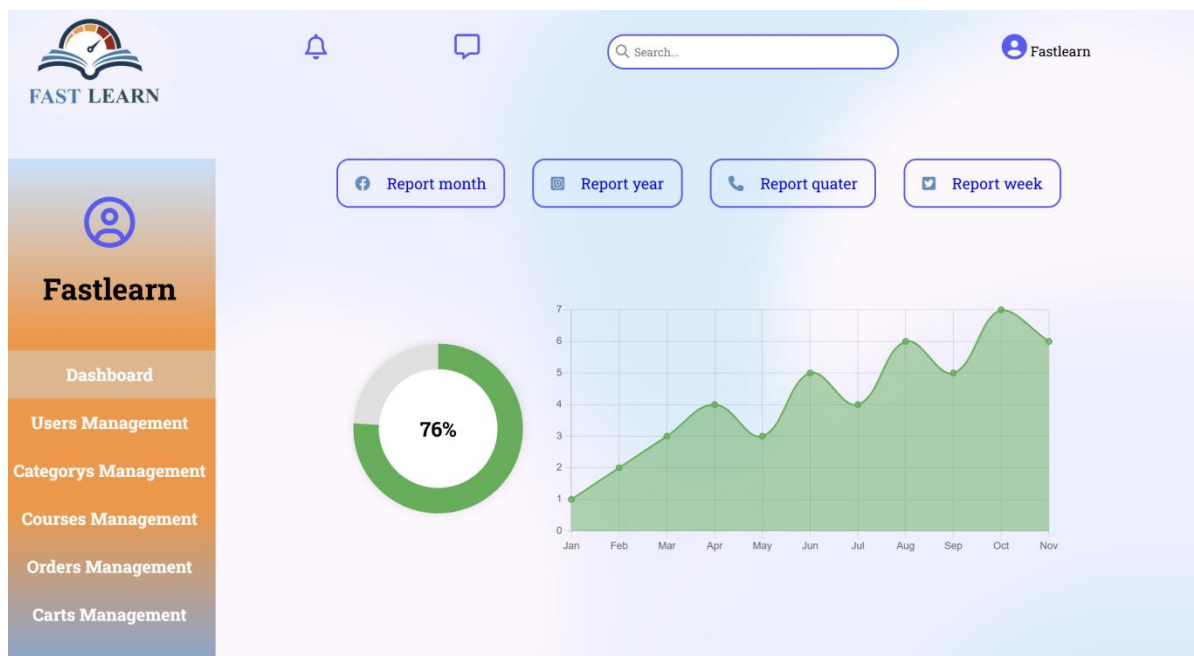 FAST LEARN
Search...
Fastlearn
Report month
Report year
Report quater
Report week
Fastlearn
Dashboard
Users Management
Categorys Management
Courses Management
Orders Management
Carts Management
76%
7
6
5
4
3
2
1
0
Jan Feb Mar Apr May Jun Jul Aug Sep Oct Nov